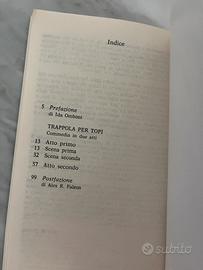 Indice
5 Prefazione
di Ida Omboni
TRAPPOLA PER TOPI
Commedia in due atti
13 Atto primo
13 Scena prima
32 Scena seconda
57 Atto secondo
99 Postfazione
di Alex R. Falzon
subito